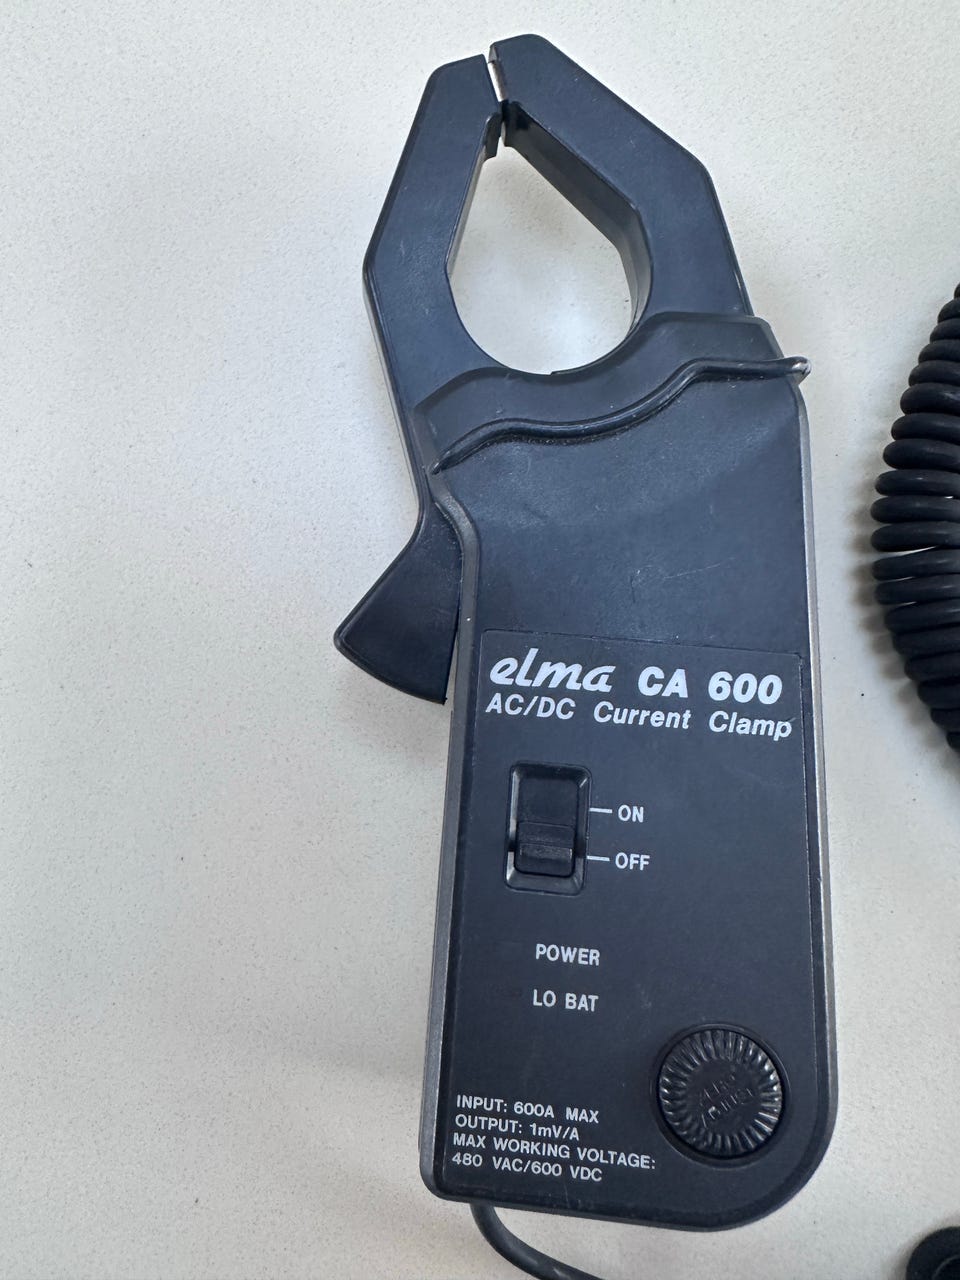 elma CA 600
AC/DC Current Clamp
ON
OFF
POWER
LO BAT
INPUT: 600A MAX
OUTPUT: 1mV/A
MAX WORKING VOLTAGE:
480 VAC/600 VDC